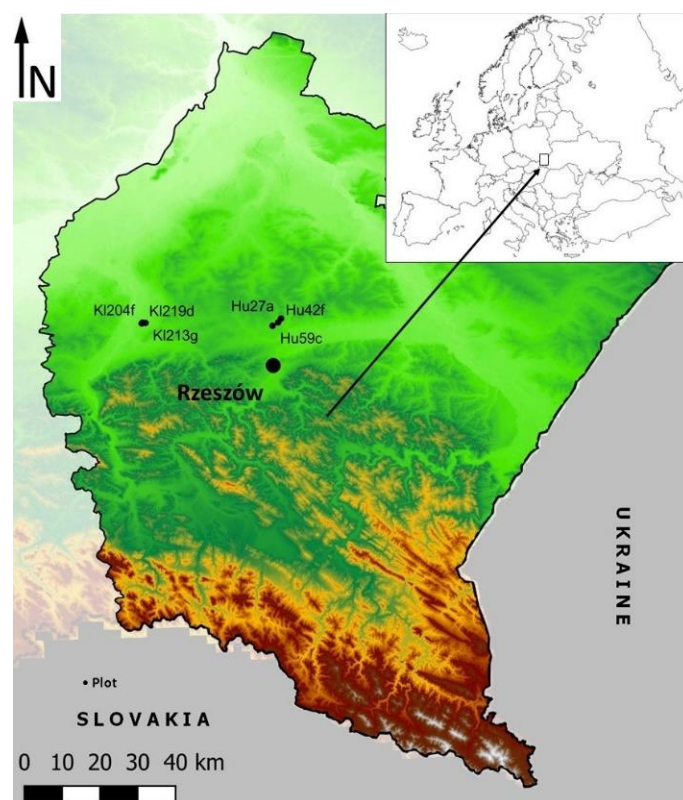 N
Kl204f Kl219d
Kl213g
Hu27a Hu42f
Hu59c
Rzeszów
UKRAINE
Plot
SLOVAKIA
0 10 20 30 40 km